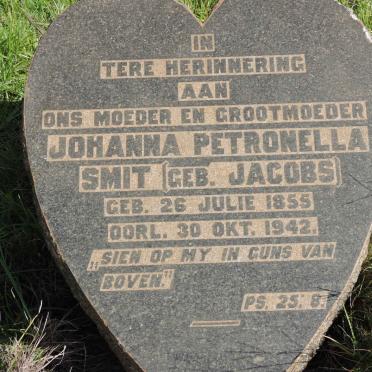 IN
TERE HERINNERING
AAN
ONS MOEDER EN GROOTMOEDER
JOHANNA PETRONELLA
SMIT (GEB. JACOBS)
GEB. 26 JULIE 1855
OORL. 30 OKT. 1942.
"SIEN OP MY IN GUNS VAN
BOVEN."
PS. 25:8